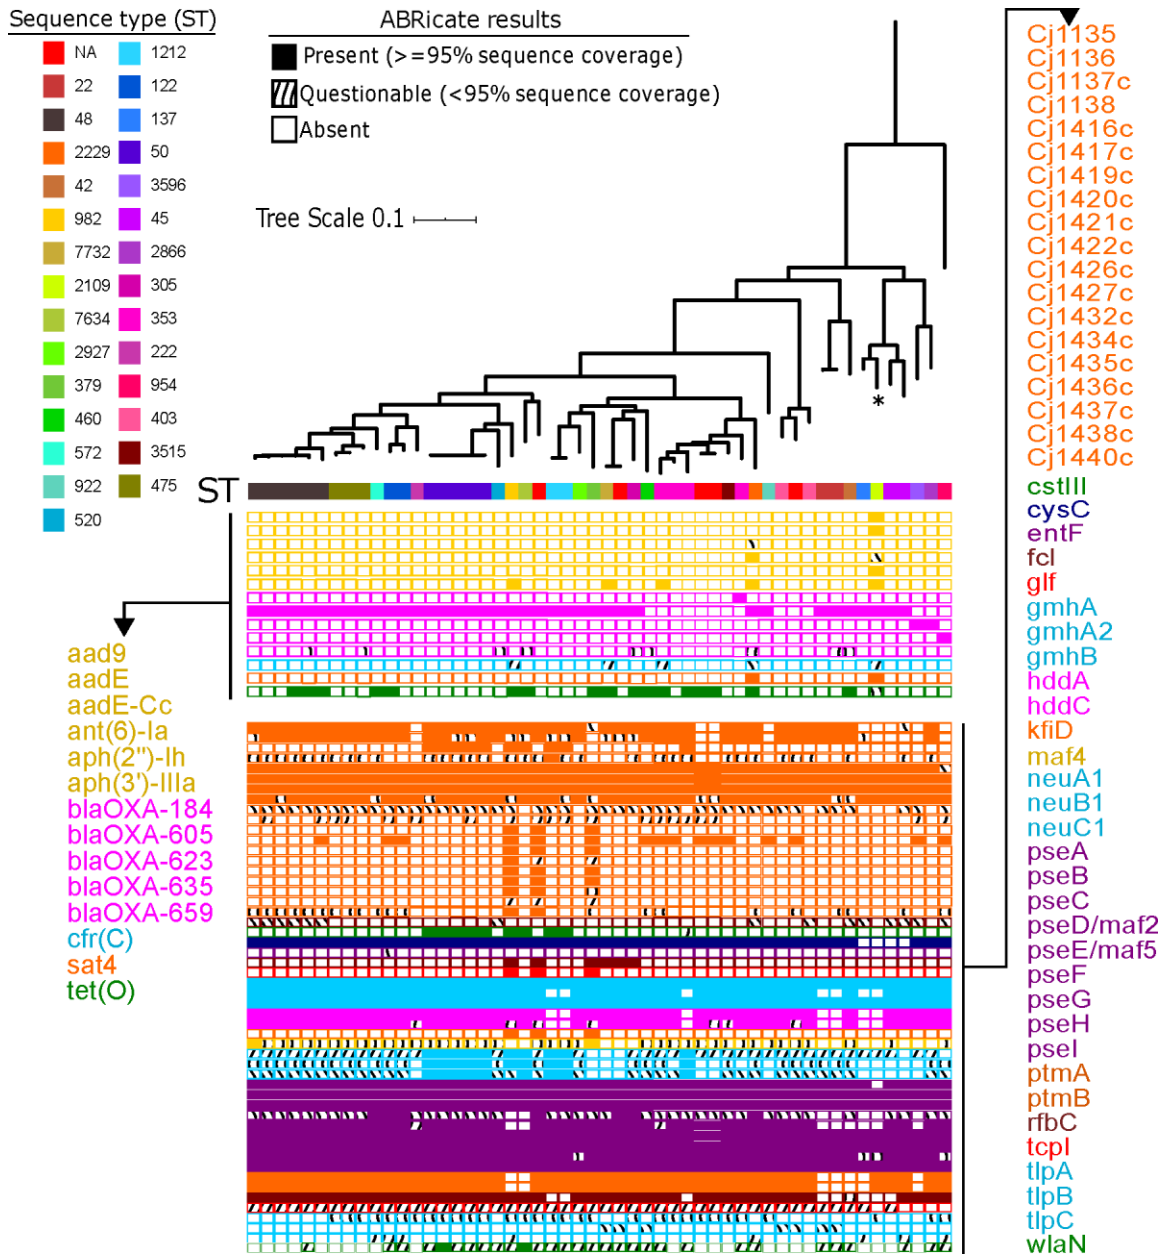 Sequence type (ST)
NA
22
48
2229
42
982
7732
2109
7634
2927
379
460
572
922
520
1212
122
137
50
3596
45
2866
305
353
222
954
403
3515
475
ABRicate results
Present (>=95% sequence coverage)
Questionable (<95% sequence coverage)
Absent
Tree Scale 0.1
*
ST
aad9
aadE
aadE-Cc
ant(6)-Ia
aph(2")-Ih
aph(3')-IIIa
blaOXA-184
blaOXA-605
blaOXA-623
blaOXA-635
blaOXA-659
cfr(C)
sat4
tet(O)
Cj1135
Cj1136
Cj1137c
Cj1138
Cj1416c
Cj1417c
Cj1419c
Cj1420c
Cj1421c
Cj1422c
Cj1426c
Cj1427c
Cj1432c
Cj1434c
Cj1435c
Cj1436c
Cj1437c
Cj1438c
Cj1440c
cstIII
cysC
entF
fcl
glf
gmhA
gmhA2
gmhB
hddA
hddC
kfiD
maf4
neuA1
neuB1
neuC1
pseA
pseB
pseC
pseD/maf2
pseE/maf5
pseF
pseG
pseH
pseI
ptmA
ptmB
rfbC
tcpI
tlpA
tlpB
tlpC
wlaN